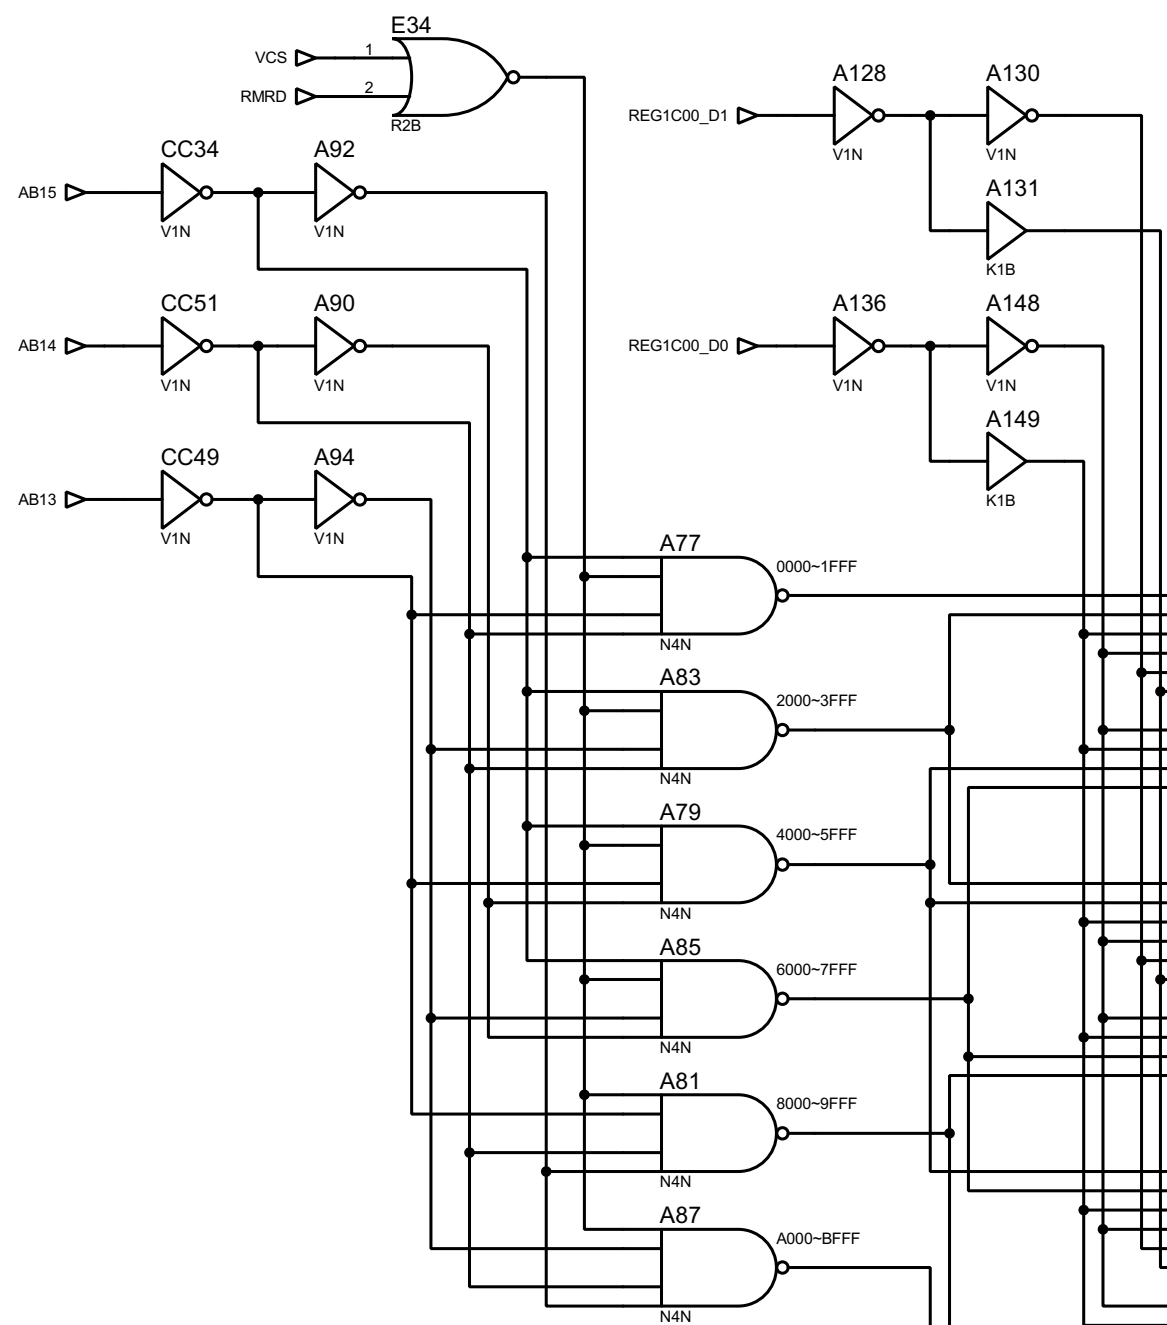 E34
VCS
1
RMRD
2
R2B
A128
A130
REG1C00_D1
V1N
V1N
CC34
A92
A131
AB15
V1N
V1N
K1B
CC51
A90
A136
A148
AB14
REG1C00_D0
V1N
V1N
V1N
V1N
CC49
A94
A149
AB13
K1B
V1N
V1N
A77
0000~1FFF
N4N
A83
2000~3FFF
N4N
A79
4000~5FFF
N4N
A85
6000~7FFF
N4N
A81
8000~9FFF
N4N
A87
A000~BFFF
N4N